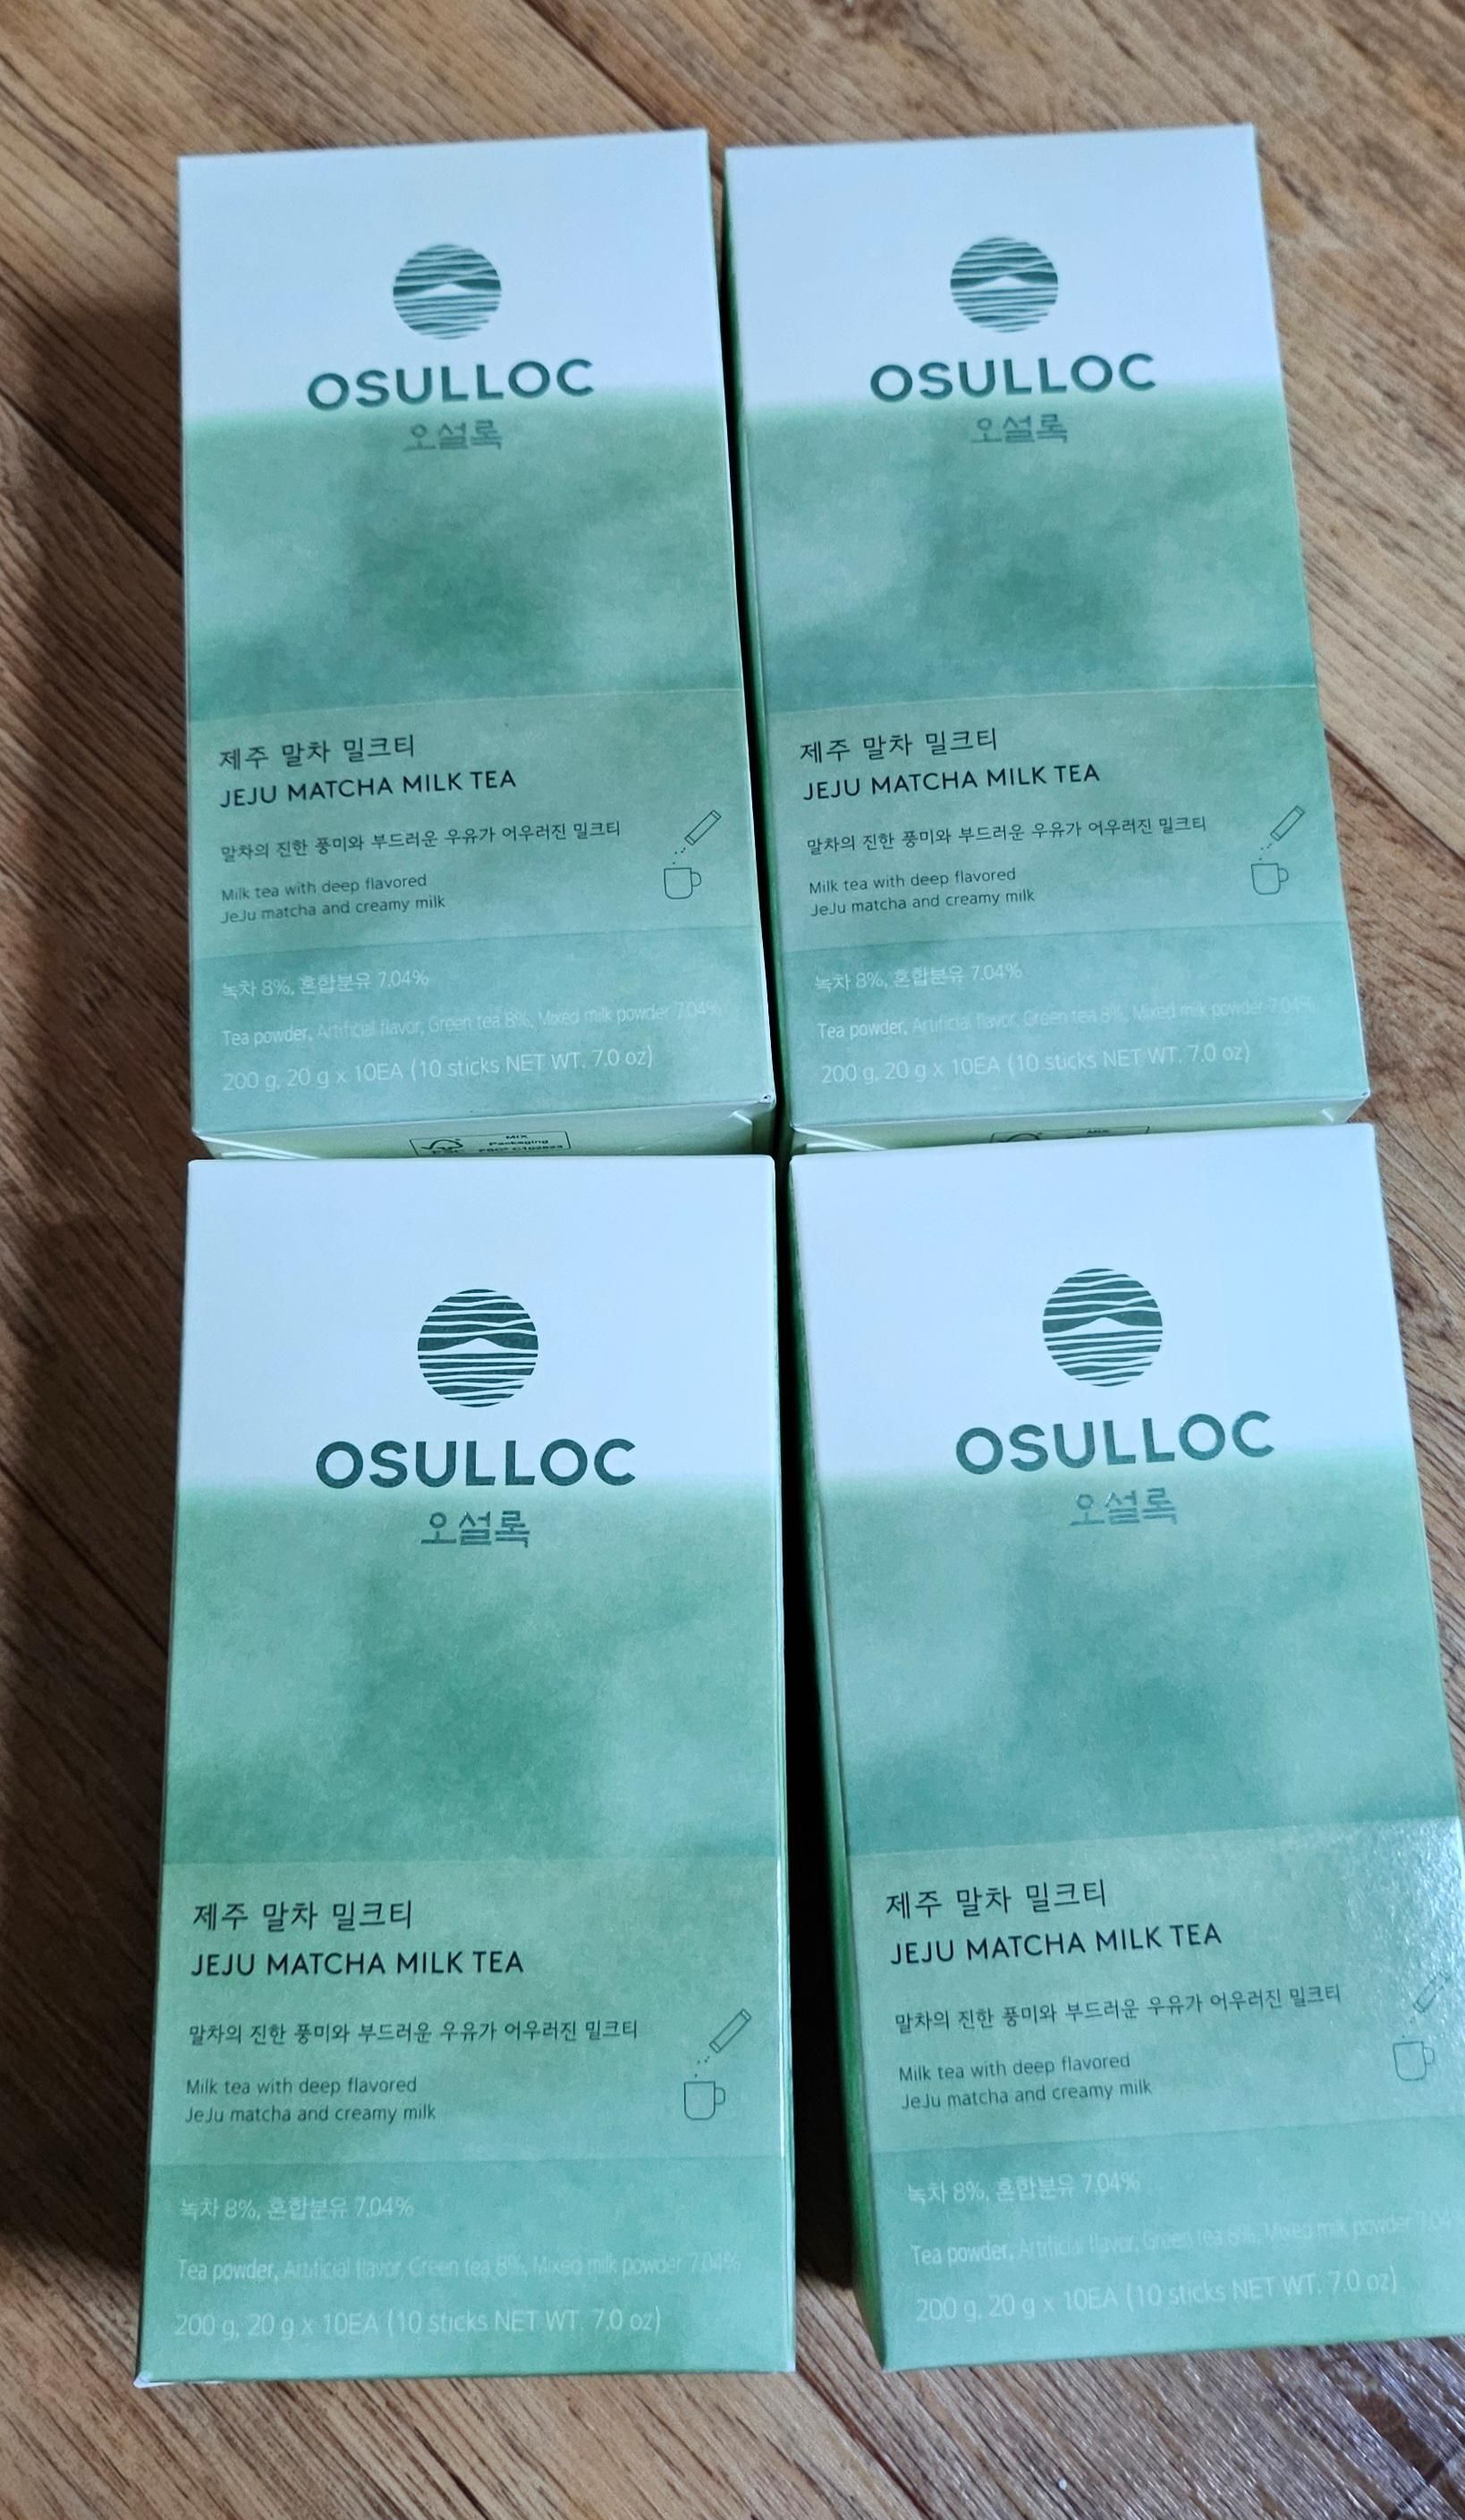 OSULLOC
오설록
제주 말차 밀크티
JEJU MATCHA MILK TEA
말차의 진한 풍미와 부드러운 우유가 어우러진 밀크티
Milk tea with deep flavored
JeJu matcha and creamy milk
녹차 8%, 혼합분유 7.04%
Tea powder, Artificial flavor, Green tea 8%, Mixed milk powder 7.04%
200 g, 20 g x 10EA (10 sticks NET WT. 7.0 oz)
MIX
Packaging
OSULLOC
오설록
제주 말차 밀크티
JEJU MATCHA MILK TEA
말차의 진한 풍미와 부드러운 우유가 어우러진 밀크티
Milk tea with deep flavored
JeJu matcha and creamy milk
녹차 8%, 혼합분유 7.04%
Tea powder, Artificial flavor, Green tea 8%, Mixed milk powder 7.04%
200 g, 20 g x 10EA (10 sticks NET WT. 7.0 oz)
MIX
OSULLOC
오설록
제주 말차 밀크티
JEJU MATCHA MILK TEA
말차의 진한 풍미와 부드러운 우유가 어우러진 밀크티
Milk tea with deep flavored
JeJu matcha and creamy milk
녹차 8%, 혼합분유 7.04%
Tea powder, Artificial flavor, Green tea 8%, Mixed milk powder 7.04%
200 g, 20 g x 10EA (10 sticks NET WT. 7.0 oz)
OSULLOC
오설록
제주 말차 밀크티
JEJU MATCHA MILK TEA
말차의 진한 풍미와 부드러운 우유가 어우러진 밀크티
Milk tea with deep flavored
JeJu matcha and creamy milk
녹차 8%, 혼합분유 7.04%
Tea powder, Artificial flavor, Green tea 8%, Mixed milk powder 7.04
200 g, 20 g x 10EA (10 sticks NET WT. 7.0 oz)